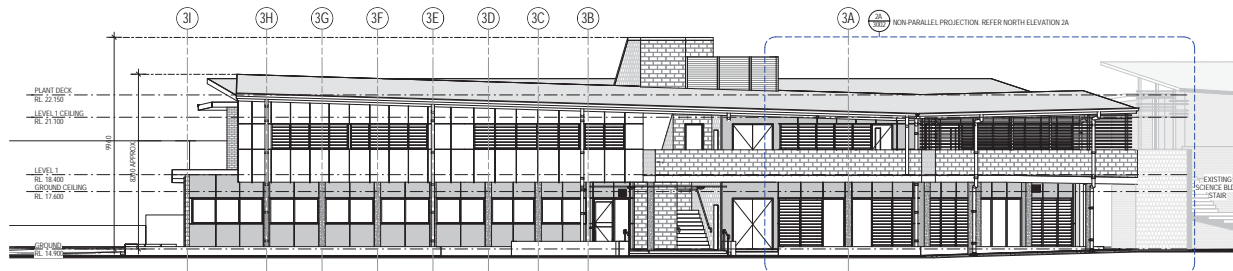 3I 3H 3G 3F 3E 3D 3C 3B 3A
2A
3002
NON-PARALLEL PROJECTION. REFER NORTH ELEVATION 2A
PLANT DECK
RL. 22.150
LEVEL 1 CEILING
RL. 21.100
9960
8200 APPROX
LEVEL 1
RL. 18.400
GROUND CEILING
RL. 17.600
EXISTING
SCIENCE BLD
STAIR
GROUND
RL. 14.900